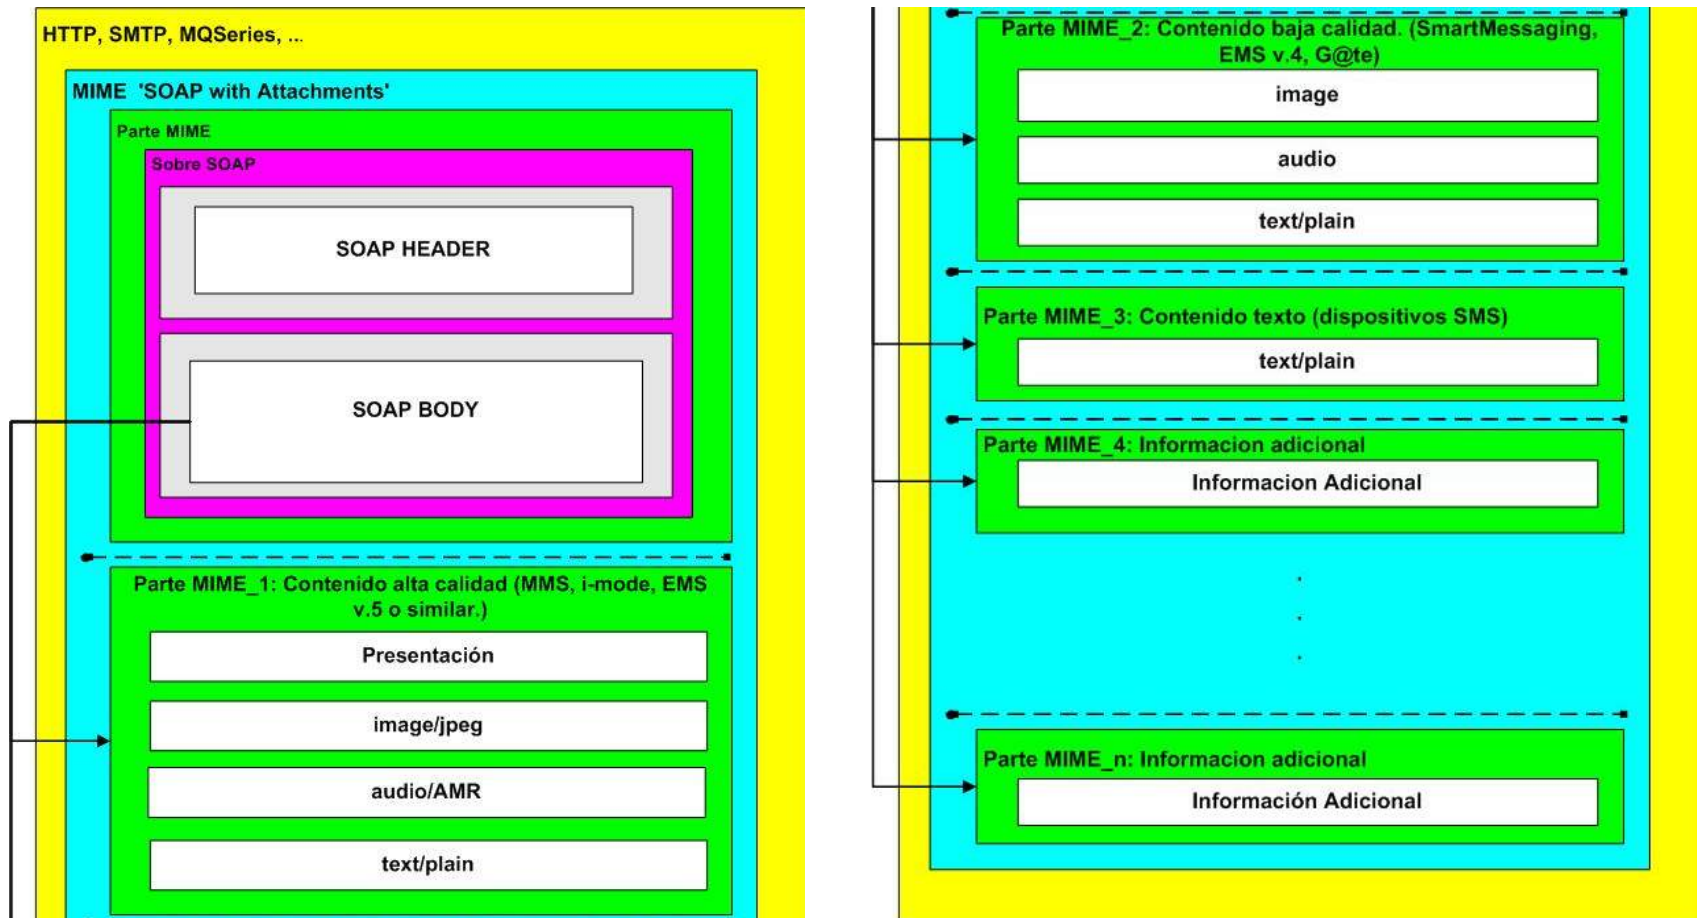 HTTP, SMTP, MQSeries, ...
MIME 'SOAP with Attachments'
Parte MIME
Sobre SOAP
SOAP HEADER
SOAP BODY
Parte MIME_1: Contenido alta calidad (MMS, i-mode, EMS
v.5 o similar.)
Presentación
image/jpeg
audio/AMR
text/plain
Parte MIME_2: Contenido baja calidad. (SmartMessaging,
EMS v.4, G@te)
image
audio
text/plain
Parte MIME_3: Contenido texto (dispositivos SMS)
text/plain
Parte MIME_4: Informacion adicional
Informacion Adicional
.
.
.
Parte MIME_n: Informacion adicional
Información Adicional